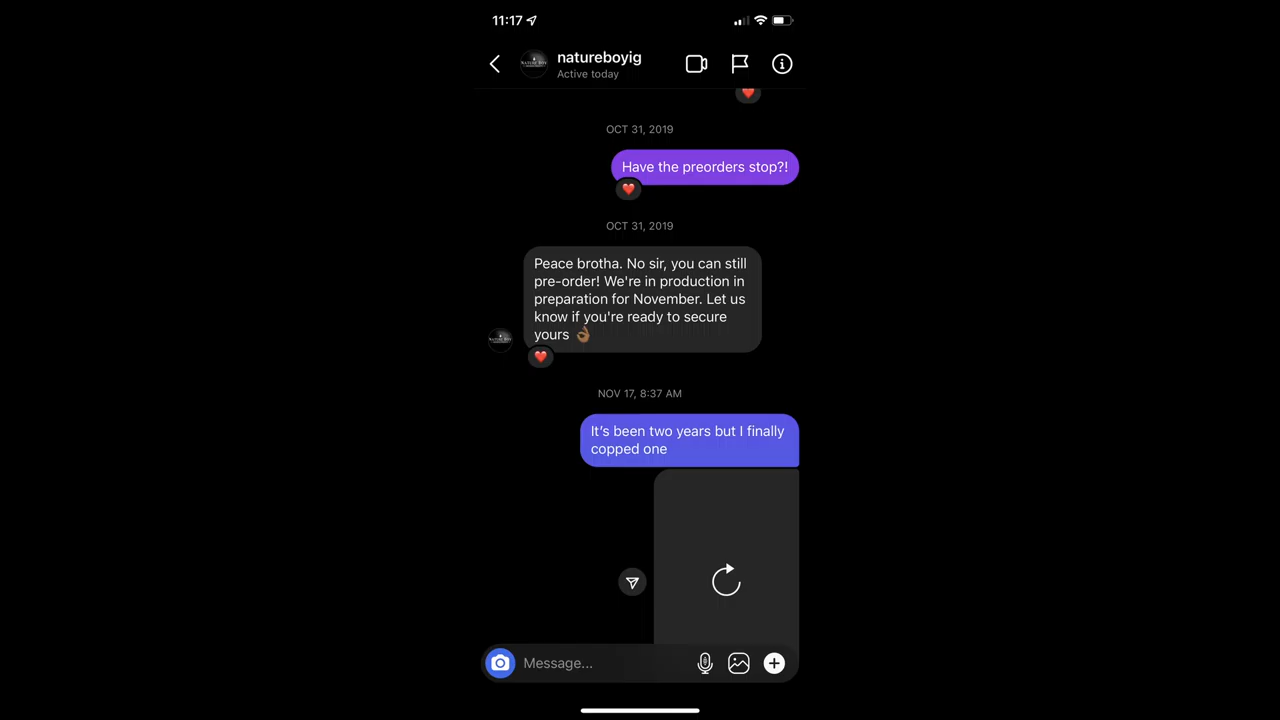 11:17
natureboyig
Active today
OCT 31, 2019
Have the preorders stop?!
OCT 31, 2019
Peace brotha. No sir, you can still
pre-order! We're in production in
preparation for November. Let us
know if you're ready to secure
yours 👌🏾
NOV 17, 8:37 AM
It's been two years but I finally
copped one
Message...